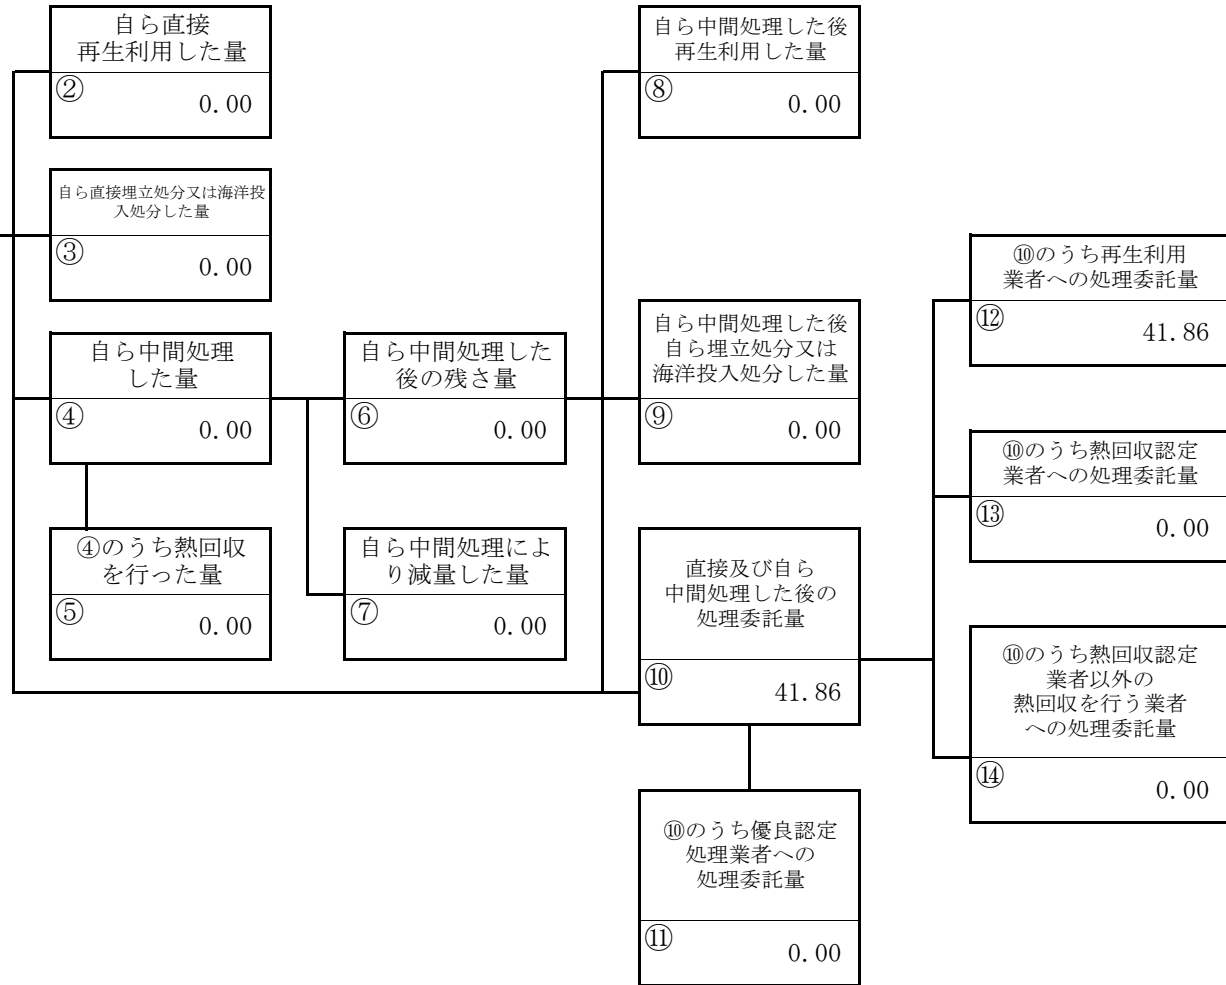 自ら直接
再生利用した量
②
0.00
自ら中間処理した後
再生利用した量
⑧
0.00
自ら直接埋立処分又は海洋投
入処分した量
③
0.00
⑩のうち再生利用
業者への処理委託量
⑫
41.86
自ら中間処理
した量
④
0.00
自ら中間処理した
後の残さ量
⑥
0.00
自ら中間処理した後
自ら埋立処分又は
海洋投入処分した量
⑨
0.00
⑩のうち熱回収認定
業者への処理委託量
⑬
0.00
④のうち熱回収
を行った量
⑤
0.00
自ら中間処理によ
り減量した量
⑦
0.00
直接及び自ら
中間処理した後の
処理委託量
⑩
41.86
⑩のうち熱回収認定
業者以外の
熱回収を行う業者
への処理委託量
⑭
0.00
⑩のうち優良認定
処理業者への
処理委託量
⑪
0.00